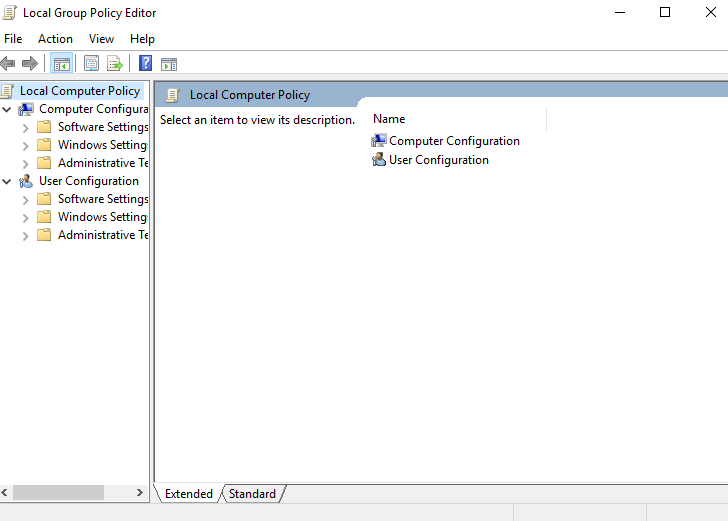 Local Group Policy Editor
File Action View Help
Local Computer Policy
Computer Configura
Software Settings
Windows Setting
Administrative Te
User Configuration
Software Settings
Windows Setting
Administrative Te
Local Computer Policy
Select an item to view its description.
Name
Computer Configuration
User Configuration
Extended Standard